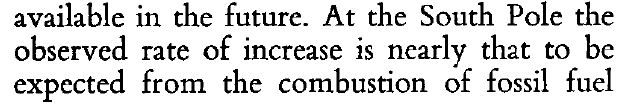 available in the future. At the South Pole the
observed rate of increase is nearly that to be
expected from the combustion of fossil fuel